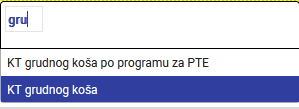 gru
KT grudnog koša po programu za PTE
KT grudnog koša